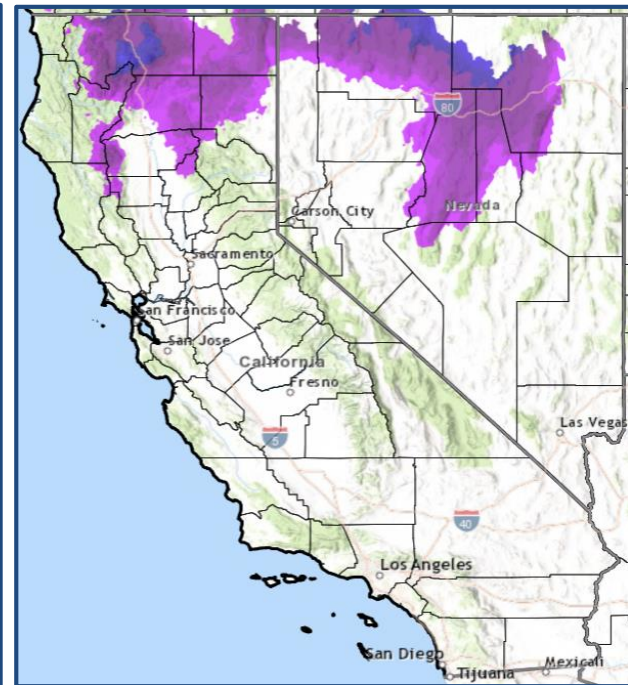 80
Nevada
Carson City
Sacramento
San Francisco
San Jose
California
Fresno
5
Las Vegas
40
Los Angeles
San Diego
Tijuana
Mexicali